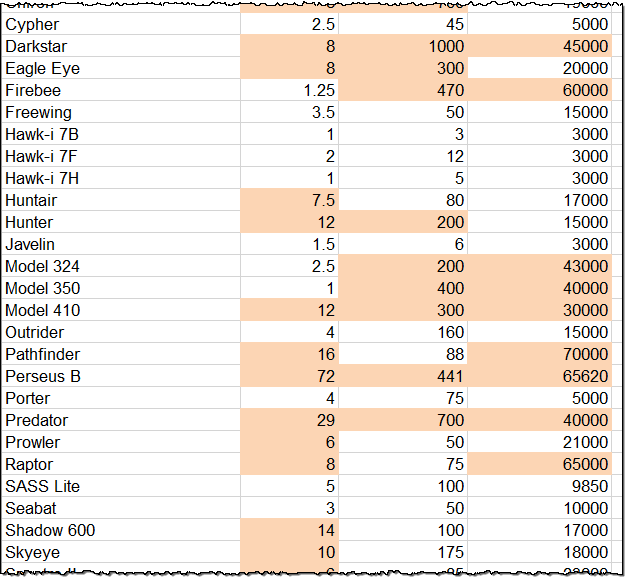 Cypher 2.5 45 5000
Darkstar 8 1000 45000
Eagle Eye 8 300 20000
Firebee 1.25 470 60000
Freewing 3.5 50 15000
Hawk-i 7B 1 3 3000
Hawk-i 7F 2 12 3000
Hawk-i 7H 1 5 3000
Huntair 7.5 80 17000
Hunter 12 200 15000
Javelin 1.5 6 3000
Model 324 2.5 200 43000
Model 350 1 400 40000
Model 410 12 300 30000
Outrider 4 160 15000
Pathfinder 16 88 70000
Perseus B 72 441 65620
Porter 4 75 5000
Predator 29 700 40000
Prowler 6 50 21000
Raptor 8 75 65000
SASS Lite 5 100 9850
Seabat 3 50 10000
Shadow 600 14 100 17000
Skyeye 10 175 18000